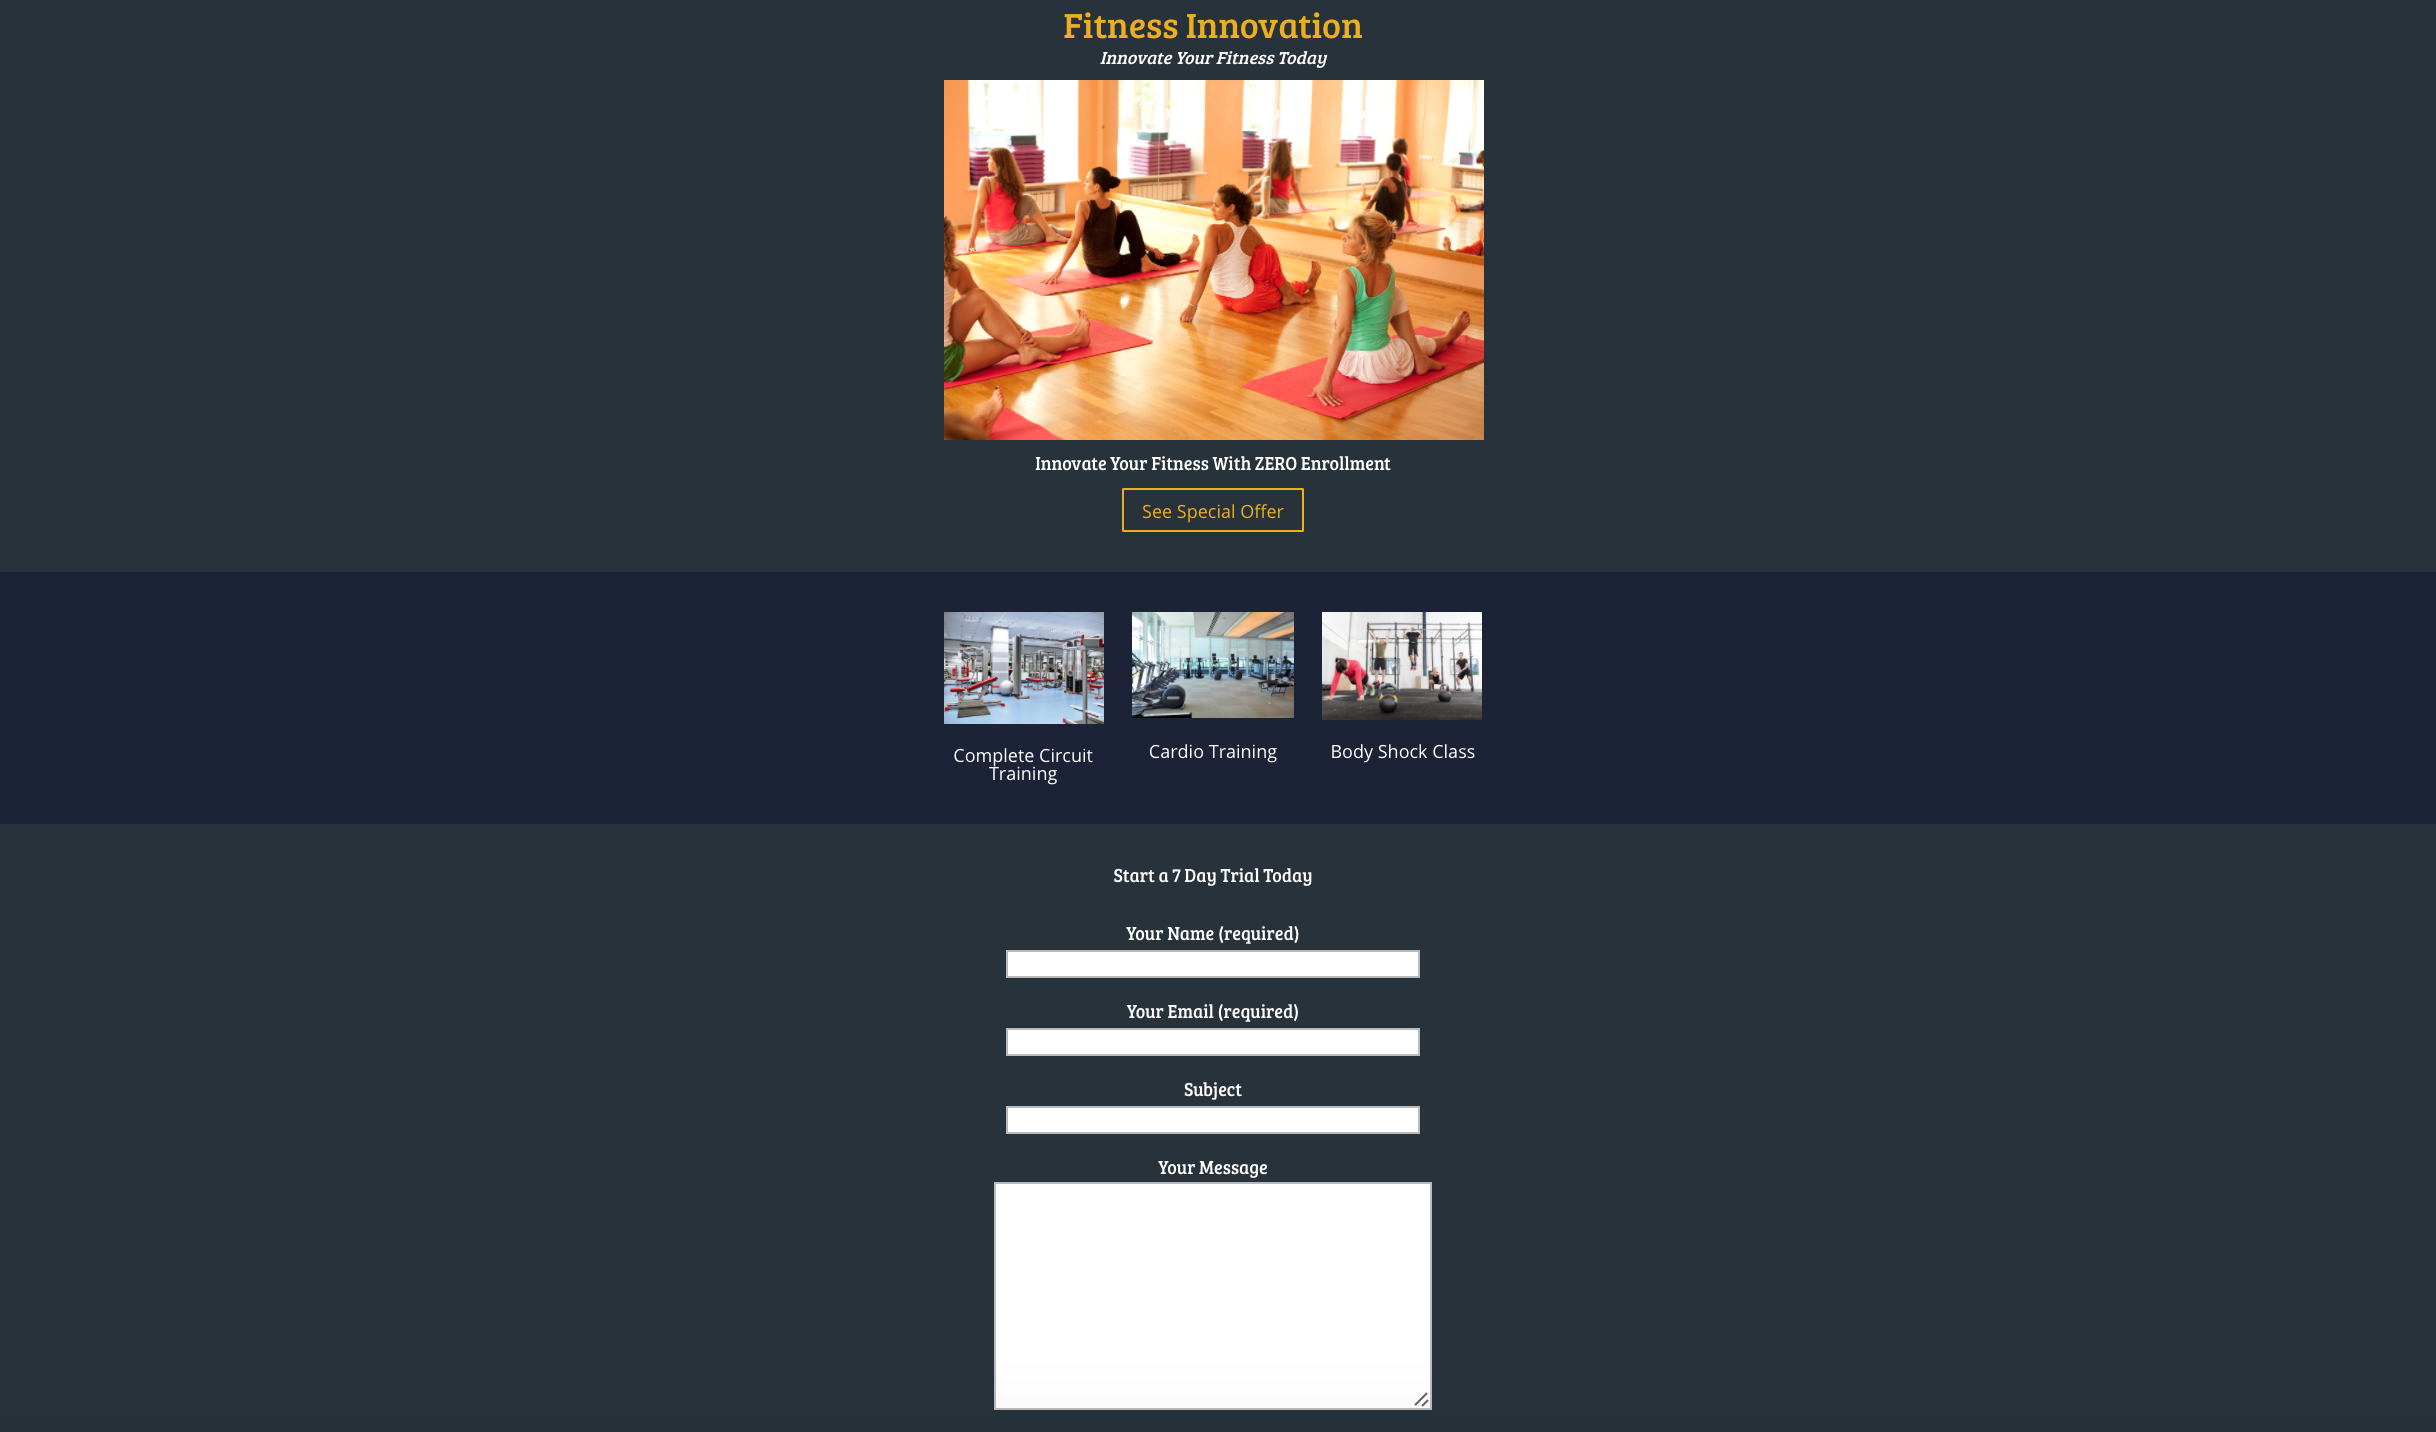 Fitness Innovation
Innovate Your Fitness Today
Innovate Your Fitness With ZERO Enrollment
See Special Offer
Complete Circuit
Training
Cardio Training
Body Shock Class
Start a 7 Day Trial Today
Your Name (required)
Your Email (required)
Subject
Your Message